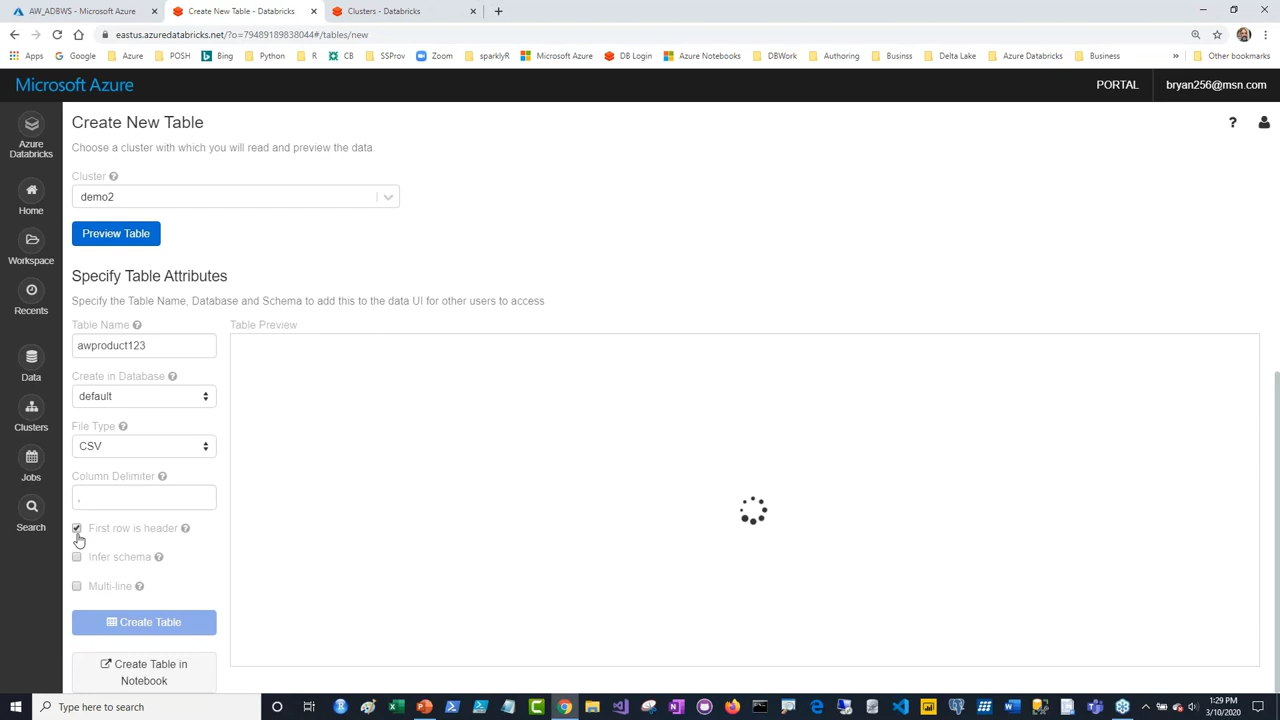 AW_ADBWS - Microsoft Azure
Create New Table - Databricks
Clusters - Databricks
eastus.azuredatabricks.net/?o=79489189838044#/tables/new
Apps
Google
Azure
POSH
Bing
Python
R
CB
SSProv
Zoom
sparklyR
Microsoft Azure
DB Login
Azure Notebooks
DBWork
Authoring
Businss
Delta Lake
Azure Databricks
Business
»
Other bookmarks
Microsoft Azure
PORTAL
bryan256@msn.com
Azure
Databricks
Home
Workspace
Recents
Data
Clusters
Jobs
Search
Create New Table
?
Choose a cluster with which you will read and preview the data
Cluster ?
demo2
Preview Table
Specify Table Attributes
Specify the Table Name, Database and Schema to add this to the data UI for other users to access
Table Name ?
Table Preview
awproduct123
Create in Database ?
default
File Type ?
CSV
Column Delimiter ?
,
First row is header ?
Infer schema ?
Multi-line ?
Create Table
Create Table in
Notebook
Type here to search
1:29 PM
3/10/2020